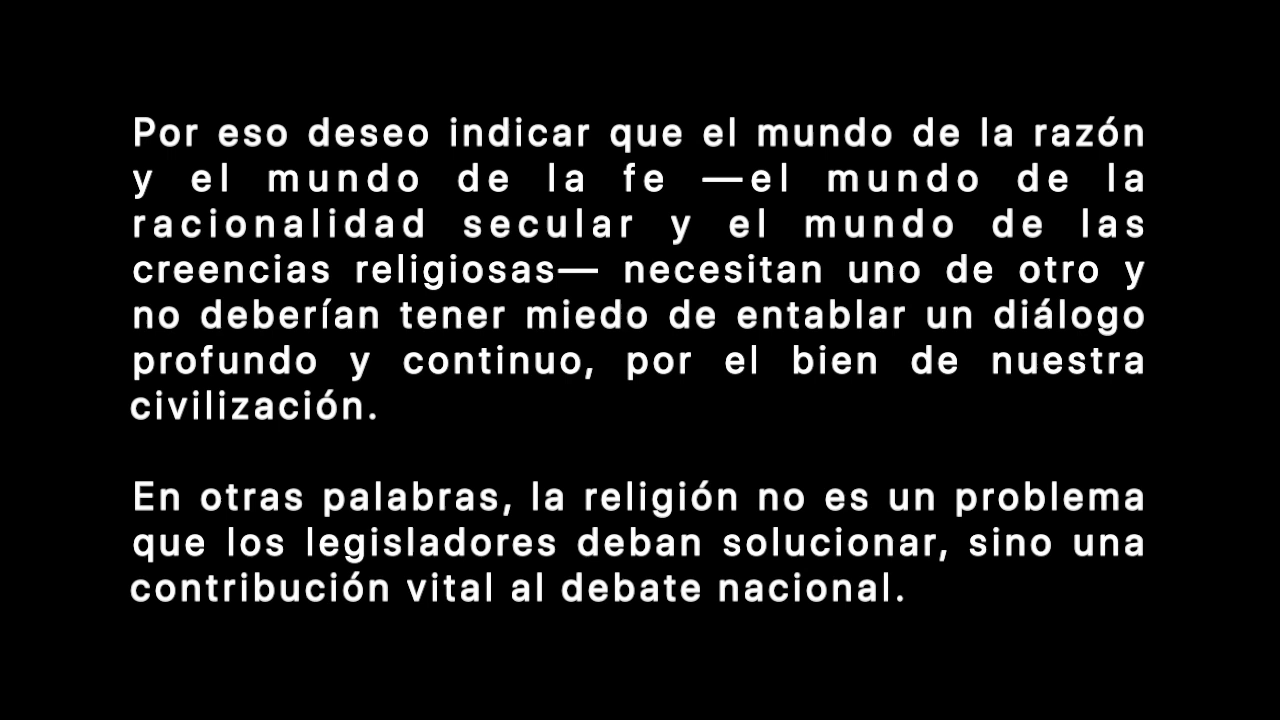 Por eso deseo indicar que el mundo de la razón
y el mundo de la fe —el mundo de la
racionalidad secular y el mundo de las
creencias religiosas— necesitan uno de otro y
no deberían tener miedo de entablar un diálogo
profundo y continuo, por el bien de nuestra
civilización.

En otras palabras, la religión no es un problema
que los legisladores deban solucionar, sino una
contribución vital al debate nacional.